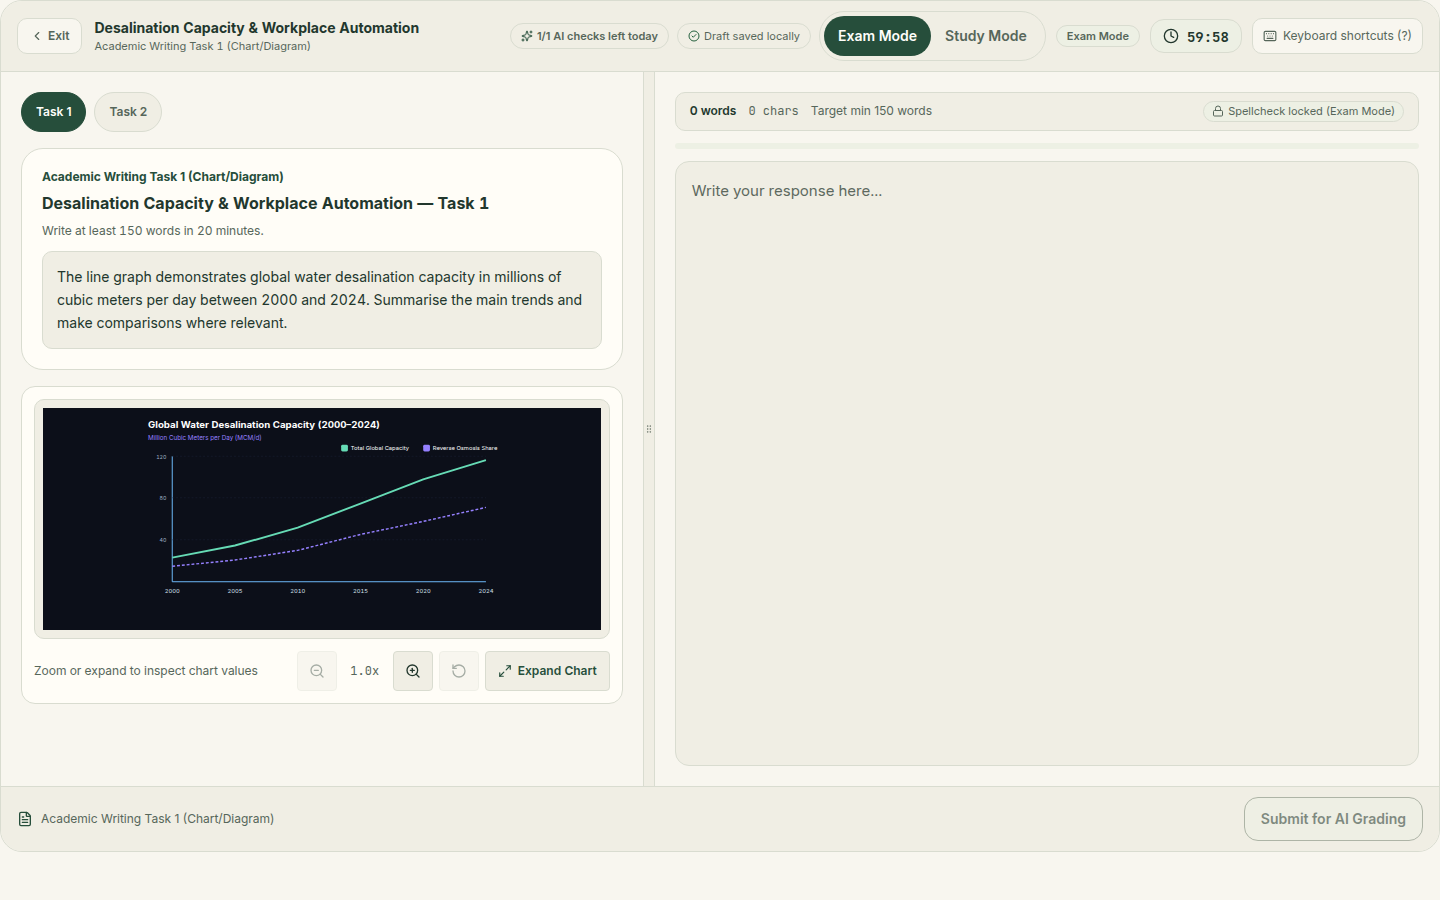 Exit
Desalination Capacity & Workplace Automation
Academic Writing Task 1 (Chart/Diagram)
1/1 AI checks left today
Draft saved locally
Exam Mode
Study Mode
Exam Mode
59:58
Keyboard shortcuts (?)
Task 1
Task 2
Academic Writing Task 1 (Chart/Diagram)
Desalination Capacity & Workplace Automation — Task 1
Write at least 150 words in 20 minutes.
The line graph demonstrates global water desalination capacity in millions of
cubic meters per day between 2000 and 2024. Summarise the main trends and
make comparisons where relevant.
Global Water Desalination Capacity (2000–2024)
Million Cubic Meters per Day (MCM/d)
Total Global Capacity
Reverse Osmosis Share
120
80
40
2000
2005
2010
2015
2020
2024
Zoom or expand to inspect chart values
1.0x
Expand Chart
0 words
0 chars
Target min 150 words
Spellcheck locked (Exam Mode)
Write your response here...
Academic Writing Task 1 (Chart/Diagram)
Submit for AI Grading